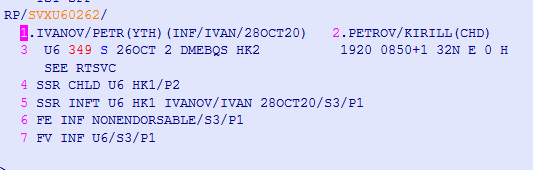 RP/SVXU60262/
1.IVANOV/PETR(YTH)(INF/IVAN/28OCT20) 2.PETROV/KIRILL(CHD)
3 U6 349 S 26OCT 2 DMEBQS HK2 1920 0850+1 32N E 0 H
SEE RTSVC
4 SSR CHLD U6 HK1/P2
5 SSR INFT U6 HK1 IVANOV/IVAN 28OCT20/S3/P1
6 FE INF NONENDORSABLE/S3/P1
7 FV INF U6/S3/P1